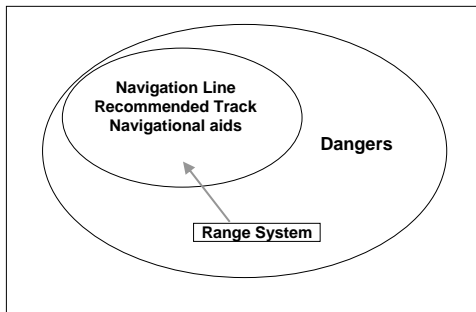 Navigation Line
Recommended Track
Navigational aids
Dangers
Range System